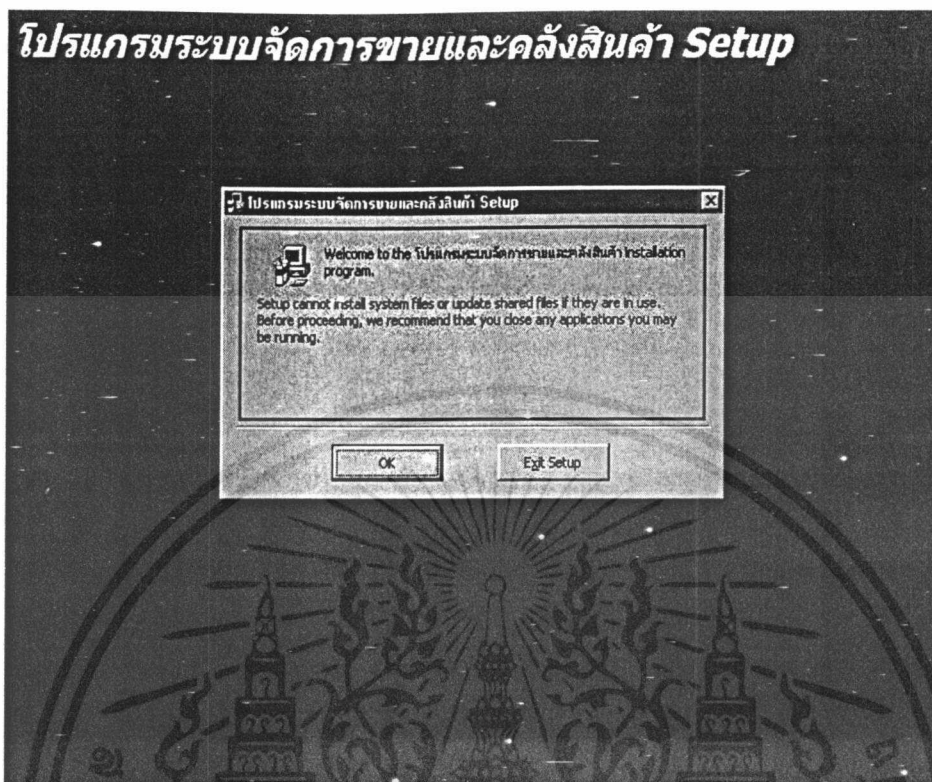 โปรแกรมระบบจัดการขายและคลังสินค้า Setup
โปรแกรมระบบจัดการขายและคลังสินค้า Setup
Welcome to the โปรแกรมระบบจัดการขายและคลังสินค้า installation
program.
Setup cannot install system files or update shared files if they are in use.
Before proceeding, we recommend that you close any applications you may
be running.
OK
Exit Setup